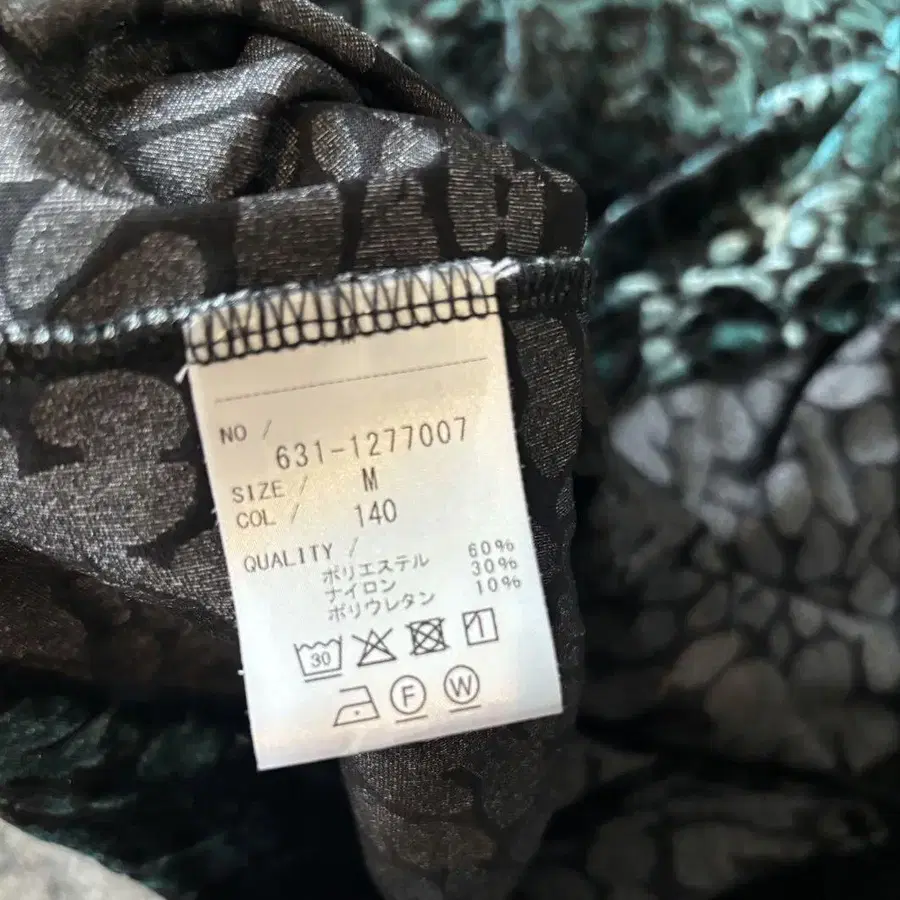 NO / 631-1277007
SIZE / M
COL / 140
QUALITY /
ポリエステル 60%
ナイロン 30%
ポリウレタン 10%
30
F W